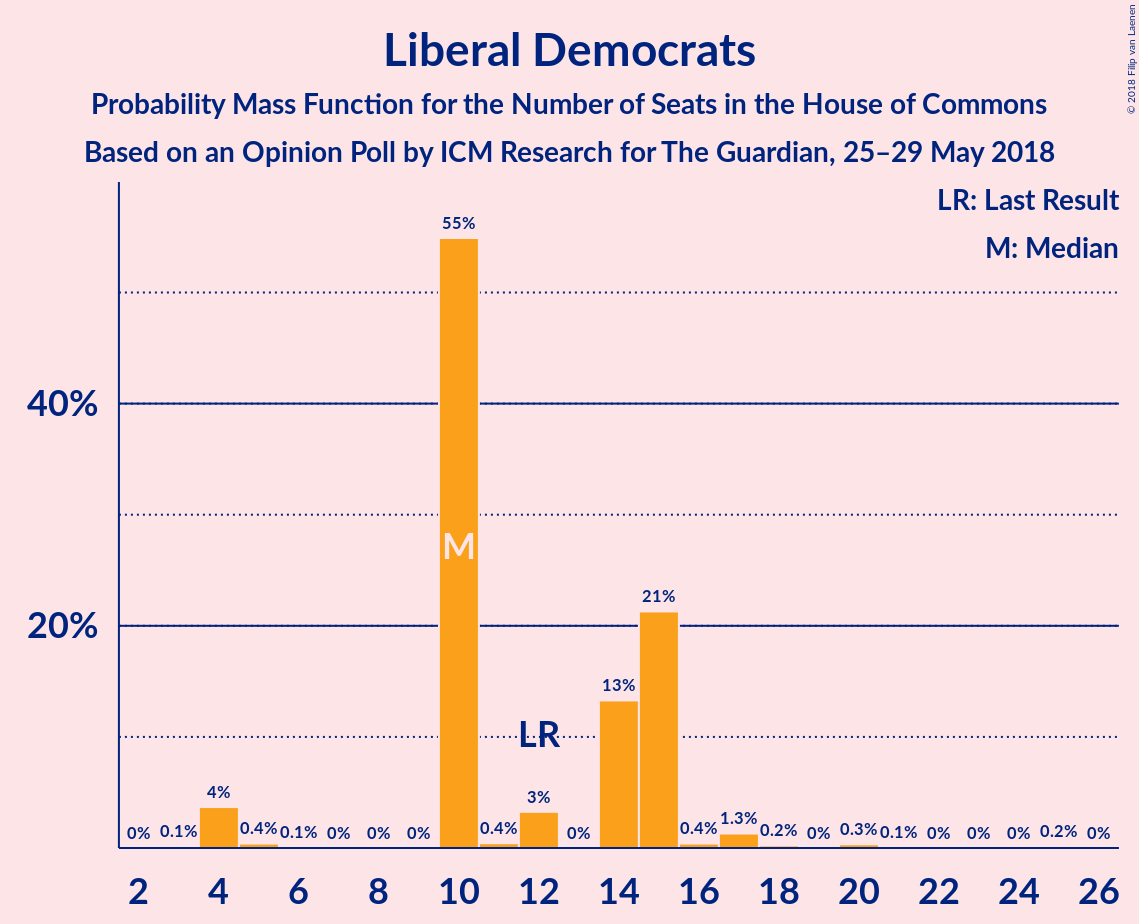 Liberal Democrats
Probability Mass Function for the Number of Seats in the House of Commons
Based on an Opinion Poll by ICM Research for The Guardian, 25–29 May 2018
© 2018 Filip van Laenen
LR: Last Result
M: Median
55%
40%
M
21%
20%
13%
LR
4%
3%
0% 0.1% 0.4% 0.1% 0% 0% 0% 0.4% 0% 0.4% 1.3% 0.2% 0% 0.3% 0.1% 0% 0% 0% 0.2% 0%
2 4 6 8 10 12 14 16 18 20 22 24 26